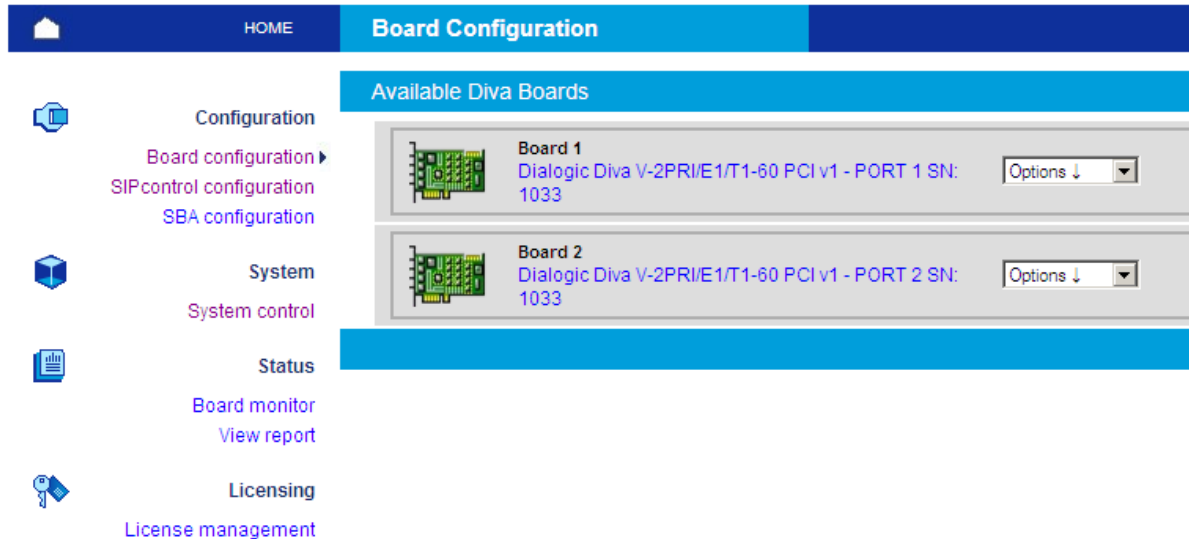 HOME
Board Configuration
Configuration
Board configuration
SIPcontrol configuration
SBA configuration
System
System control
Status
Board monitor
View report
Licensing
License management
Available Diva Boards
Board 1
Dialogic Diva V-2PRI/E1/T1-60 PCI v1 - PORT 1 SN:
1033
Options ↓
Board 2
Dialogic Diva V-2PRI/E1/T1-60 PCI v1 - PORT 2 SN:
1033
Options ↓